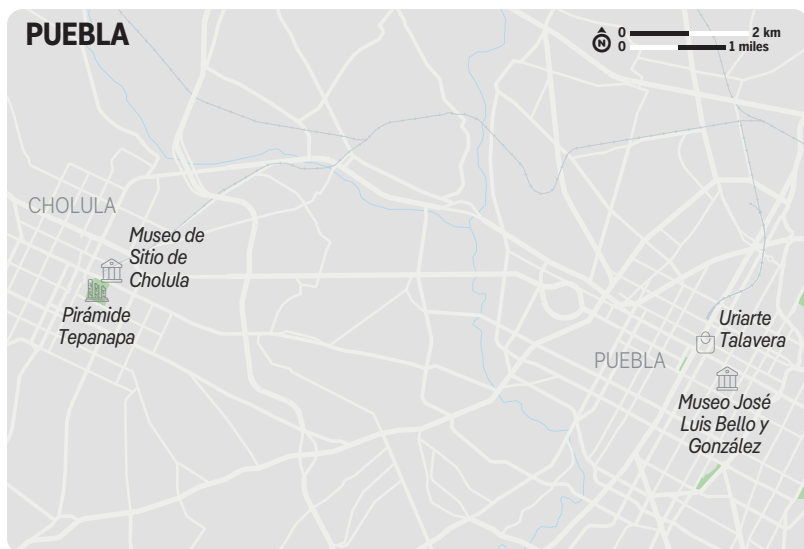 PUEBLA
0 2 km
N
0 1 miles
CHOLULA
Museo de
Sitio de
Cholula
Pirámide
Tepanapa
Uriarte
Talavera
PUEBLA
Museo José
Luis Bello y
González